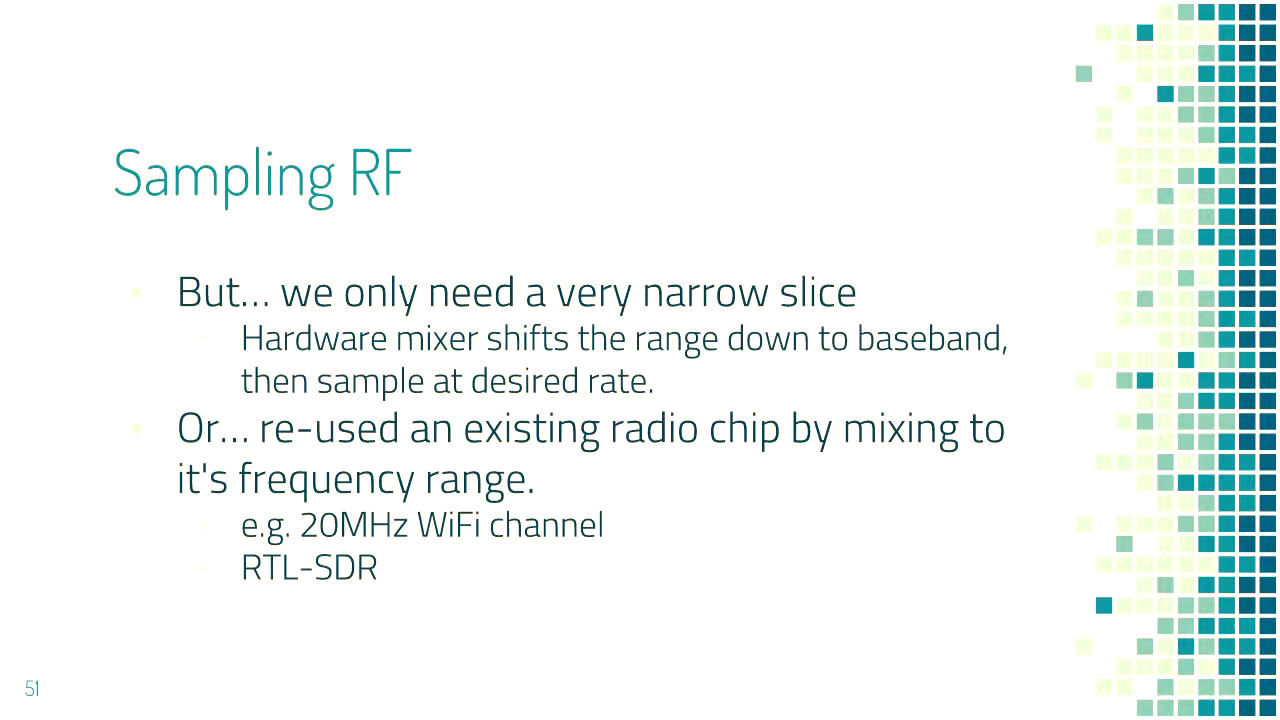 Sampling RF
But... we only need a very narrow slice
Hardware mixer shifts the range down to baseband,
then sample at desired rate.
Or... re-used an existing radio chip by mixing to
it's frequency range.
e.g. 20MHz WiFi channel
RTL-SDR
51